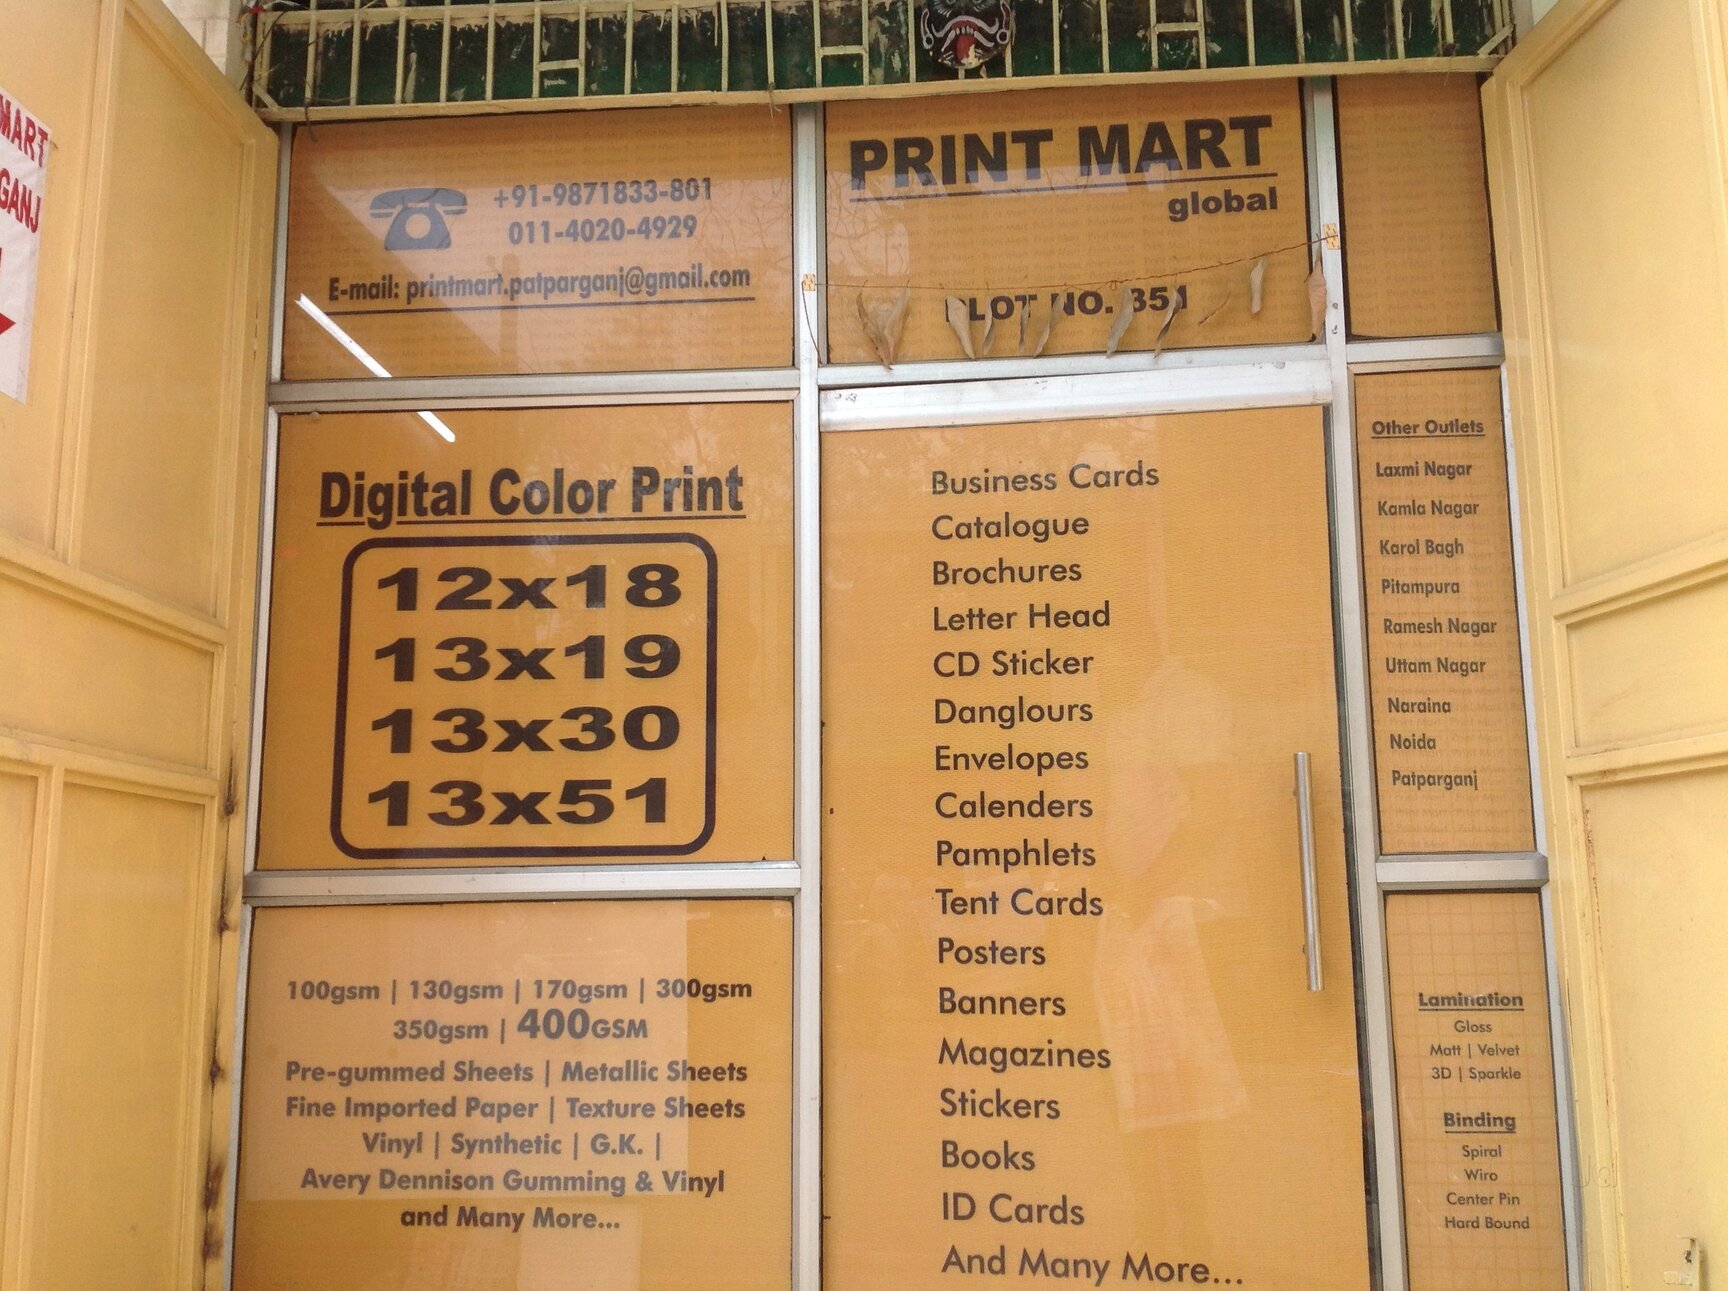 MART
GANJ
+91-9871833-801
011-4020-4929
E-mail: printmart.patparganj@gmail.com
PRINT MART
global
PLOT NO. 351
Digital Color Print
12x18
13x19
13x30
13x51
100gsm | 130gsm | 170gsm | 300gsm
350gsm | 400GSM
Pre-gummed Sheets | Metallic Sheets
Fine Imported Paper | Texture Sheets
Vinyl | Synthetic | G.K. |
Avery Dennison Gumming & Vinyl
and Many More...
Business Cards
Catalogue
Brochures
Letter Head
CD Sticker
Danglours
Envelopes
Calenders
Pamphlets
Tent Cards
Posters
Banners
Magazines
Stickers
Books
ID Cards
And Many More...
Other Outlets
Laxmi Nagar
Kamla Nagar
Karol Bagh
Pitampura
Ramesh Nagar
Uttam Nagar
Naraina
Noida
Patparganj
Lamination
Gloss
Matt | Velvet
3D | Sparkle
Binding
Spiral
Wiro
Center Pin
Hard Bound